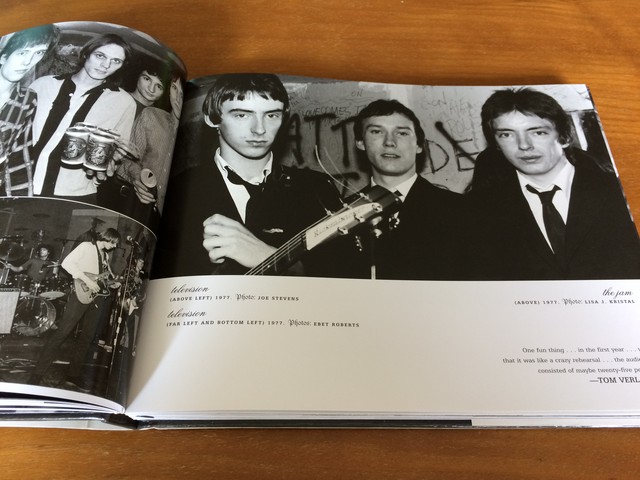 television
(ABOVE LEFT) 1977. Photo: JOE STEVENS
television
(FAR LEFT AND BOTTOM LEFT) 1977. Photos: EBET ROBERTS
the jam
(ABOVE) 1977. Photo: LISA J. KRISTAL
One fun thing . . . in the first year . . .
that it was like a crazy rehearsal . . . the
consisted of maybe twenty-five
—TOM VERL